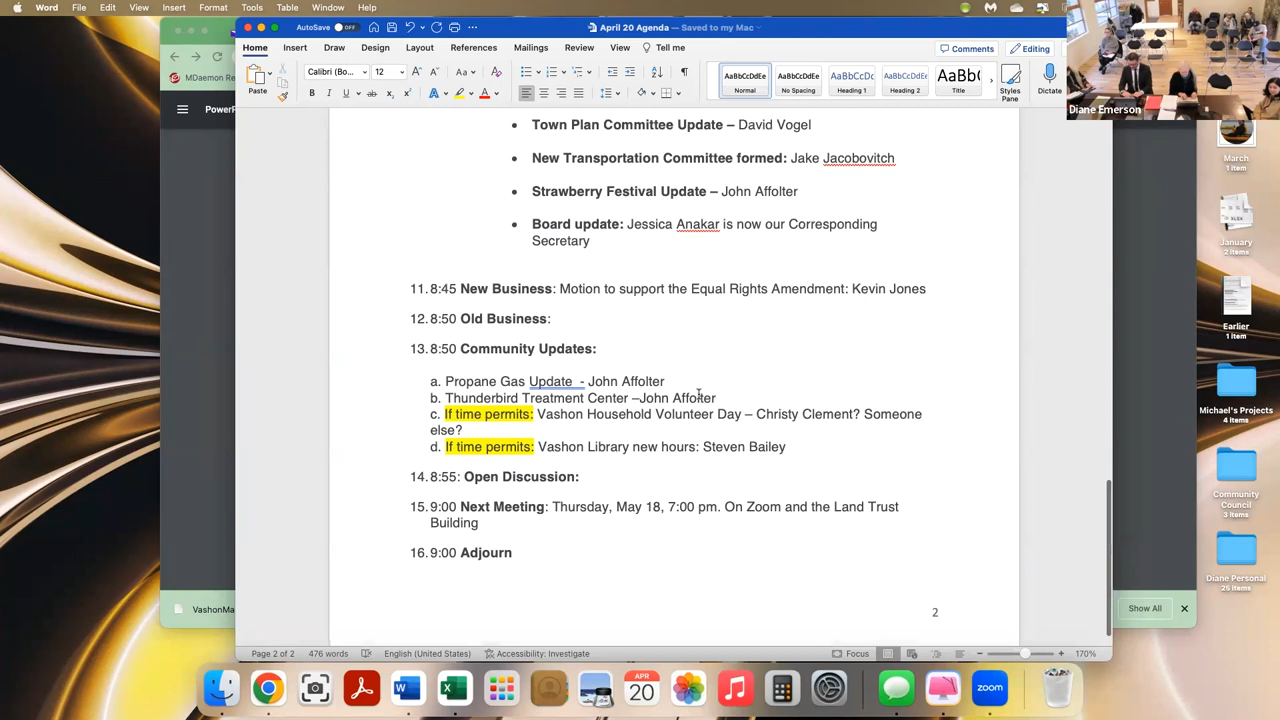 Word File Edit View Insert Format Tools Table Window Help
AutoSave OFF April 20 Agenda — Saved to my Mac
Home Insert Draw Design Layout References Mailings Review View Tell me Comments Editing
Paste Calibri (Bo... 12 AaBbCcDdEe Normal AaBbCcDdEe No Spacing AaBbCcDc Heading 1 AaBbCcDdEe Heading 2 AaBb( Title Styles Pane Dictate
MDaemon Re
PowerP
Diane Emerson
• Town Plan Committee Update – David Vogel
• New Transportation Committee formed: Jake Jacobovitch
• Strawberry Festival Update – John Affolter
• Board update: Jessica Anakar is now our Corresponding
Secretary
11. 8:45 New Business: Motion to support the Equal Rights Amendment: Kevin Jones
12. 8:50 Old Business:
13. 8:50 Community Updates:
a. Propane Gas Update - John Affolter
b. Thunderbird Treatment Center –John Affolter
c. If time permits: Vashon Household Volunteer Day – Christy Clement? Someone
else?
d. If time permits: Vashon Library new hours: Steven Bailey
14. 8:55: Open Discussion:
15. 9:00 Next Meeting: Thursday, May 18, 7:00 pm. On Zoom and the Land Trust
Building
16. 9:00 Adjourn
2
VashonMa
Show All
Page 2 of 2 476 words English (United States) Accessibility: Investigate Focus 170%
March
1 item
XLSX
January
2 items
Earlier
1 item
Michael's Projects
4 items
Community
Council
3 items
Diane Personal
25 items
APR
20
zoom